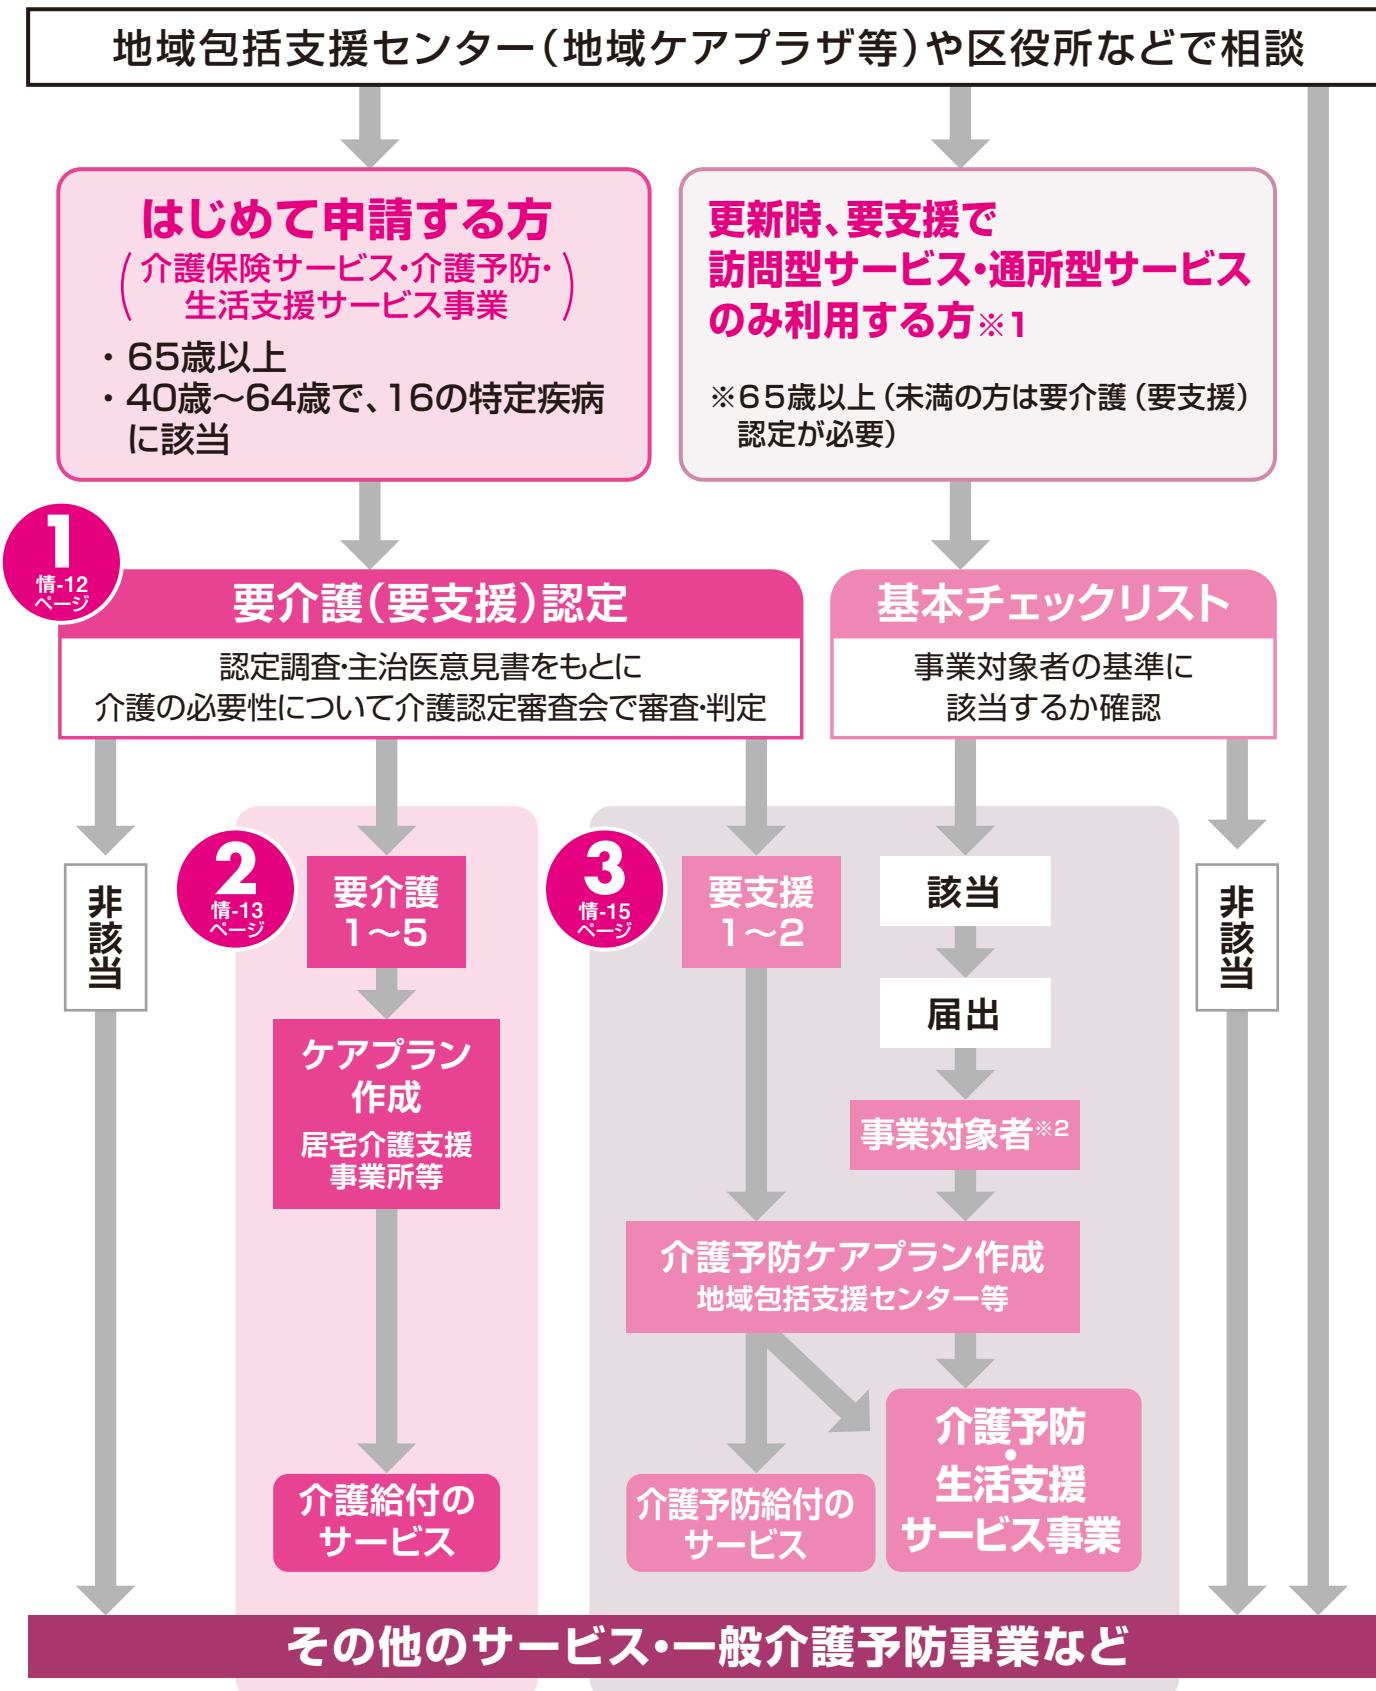 地域包括支援センター（地域ケアプラザ等）や区役所などで相談
はじめて申請する方
（介護保険サービス・介護予防・
生活支援サービス事業）
・65歳以上
・40歳～64歳で、16の特定疾病
に該当
更新時、要支援で
訪問型サービス・通所型サービス
のみ利用する方※1
※65歳以上（未満の方は要介護（要支援）
認定が必要）
1
情-12
ページ
要介護（要支援）認定
認定調査・主治医意見書をもとに
介護の必要性について介護認定審査会で審査・判定
基本チェックリスト
事業対象者の基準に
該当するか確認
非該当
2
情-13
ページ
要介護
1～5
ケアプラン
作成
居宅介護支援
事業所等
介護給付の
サービス
3
情-15
ページ
要支援
1～2
該当
届出
事業対象者※2
介護予防ケアプラン作成
地域包括支援センター等
介護予防給付の
サービス
介護予防
・
生活支援
サービス事業
非該当
その他のサービス・一般介護予防事業など